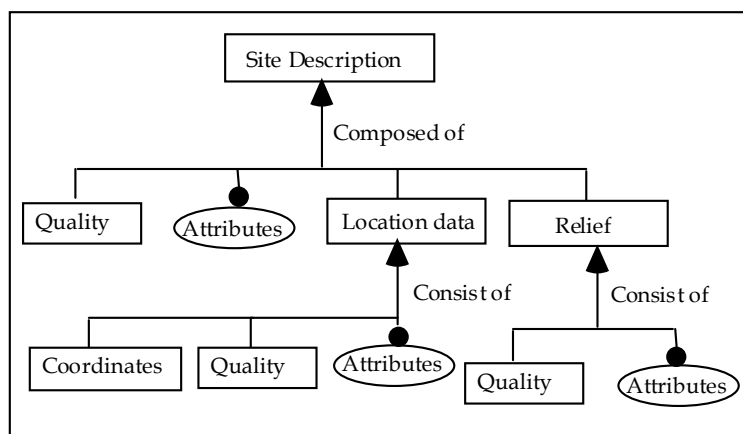 Site Description
Composed of
Quality
Attributes
Location data
Relief
Consist of
Consist of
Coordinates
Quality
Attributes
Quality
Attributes